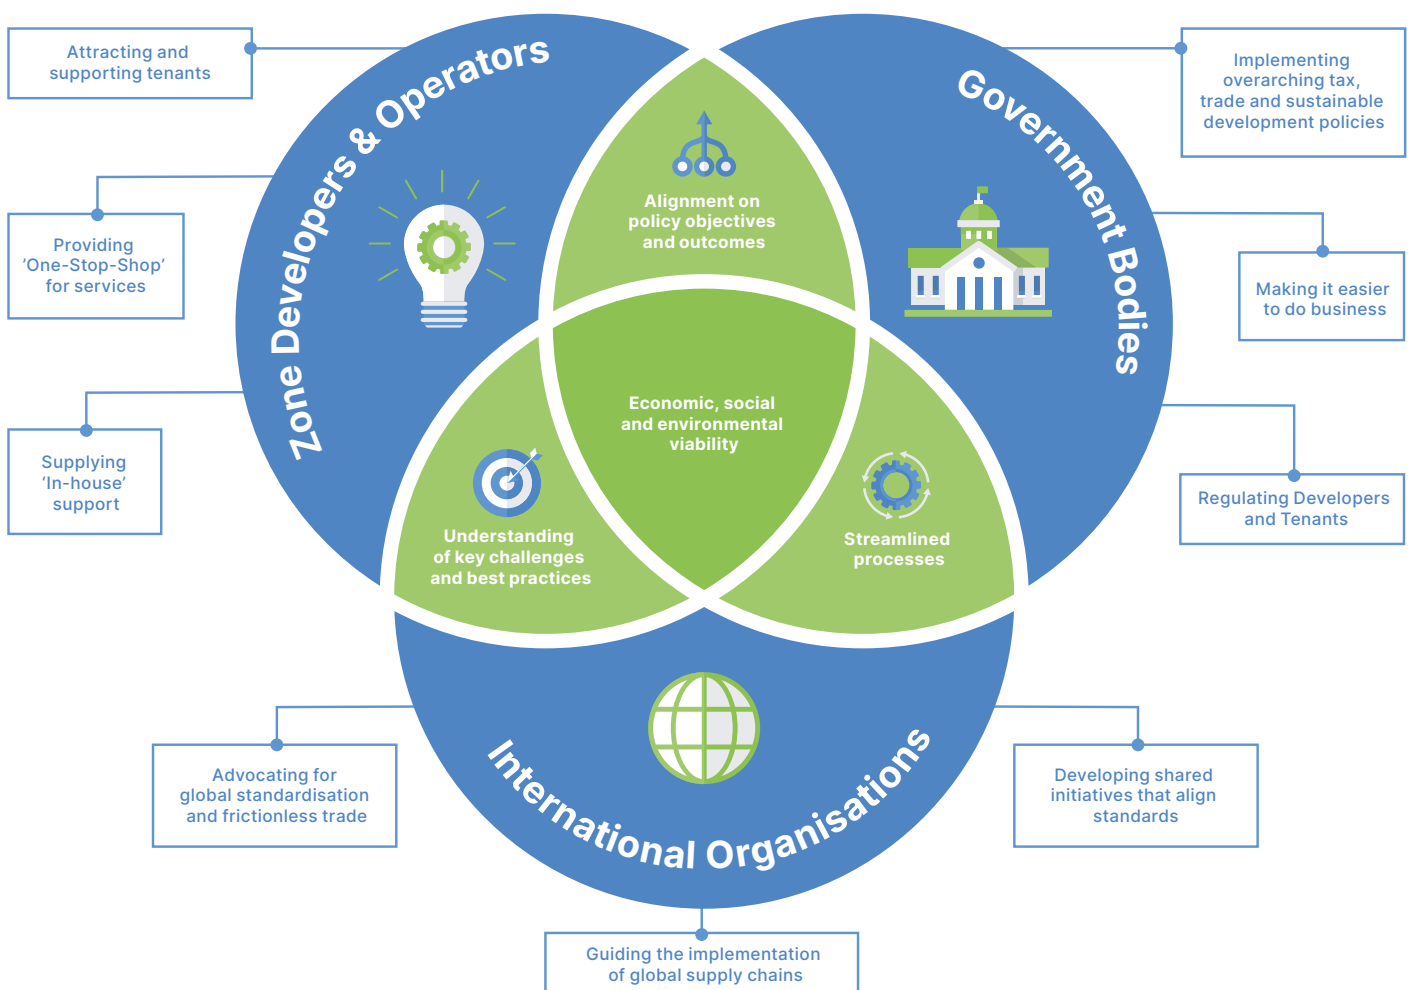 Attracting and
supporting tenants
Providing
’One-Stop-Shop’
for services
Supplying
‘In-house’
support
Zone Developers & Operators
Government Bodies
Implementing
overarching tax,
trade and sustainable
development policies
Making it easier
to do business
Regulating Developers
and Tenants
Alignment on
policy objectives
and outcomes
Economic, social
and environmental
viability
Understanding
of key challenges
and best practices
Streamlined
processes
International Organisations
Advocating for
global standardisation
and frictionless trade
Developing shared
initiatives that align
standards
Guiding the implementation
of global supply chains